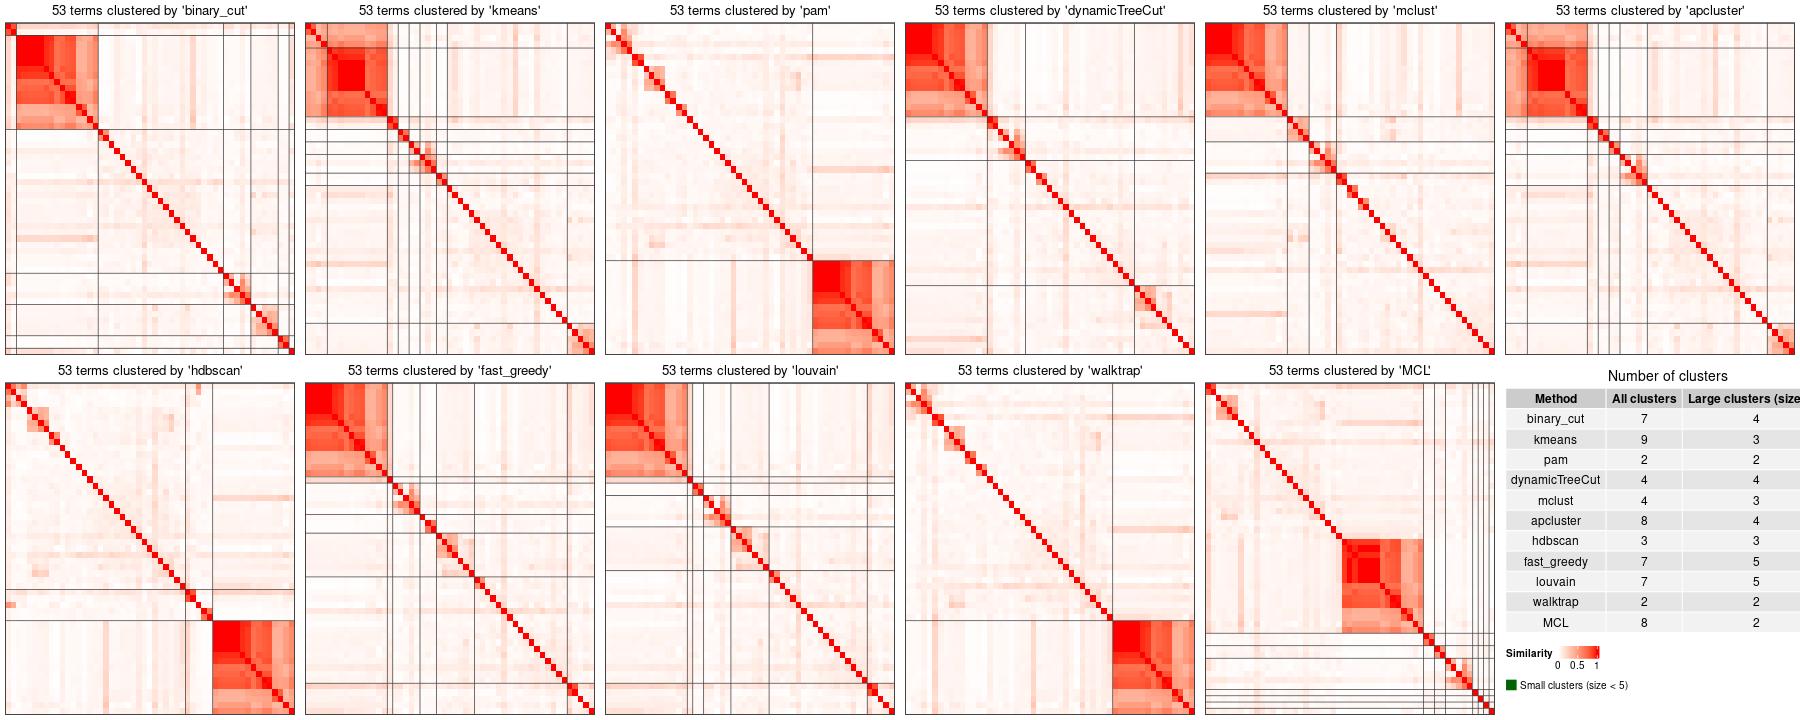 53 terms clustered by 'binary_cut'
53 terms clustered by 'kmeans'
53 terms clustered by 'pam'
53 terms clustered by 'dynamicTreeCut'
53 terms clustered by 'mclust'
53 terms clustered by 'apcluster'
53 terms clustered by 'hdbscan'
53 terms clustered by 'fast_greedy'
53 terms clustered by 'louvain'
53 terms clustered by 'walktrap'
53 terms clustered by 'MCL'
Number of clusters
Method All clusters Large clusters (size
binary_cut 7 4
kmeans 9 3
pam 2 2
dynamicTreeCut 4 4
mclust 4 3
apcluster 8 4
hdbscan 3 3
fast_greedy 7 5
louvain 7 5
walktrap 2 2
MCL 8 2
Similarity
0 0.5 1
Small clusters (size < 5)